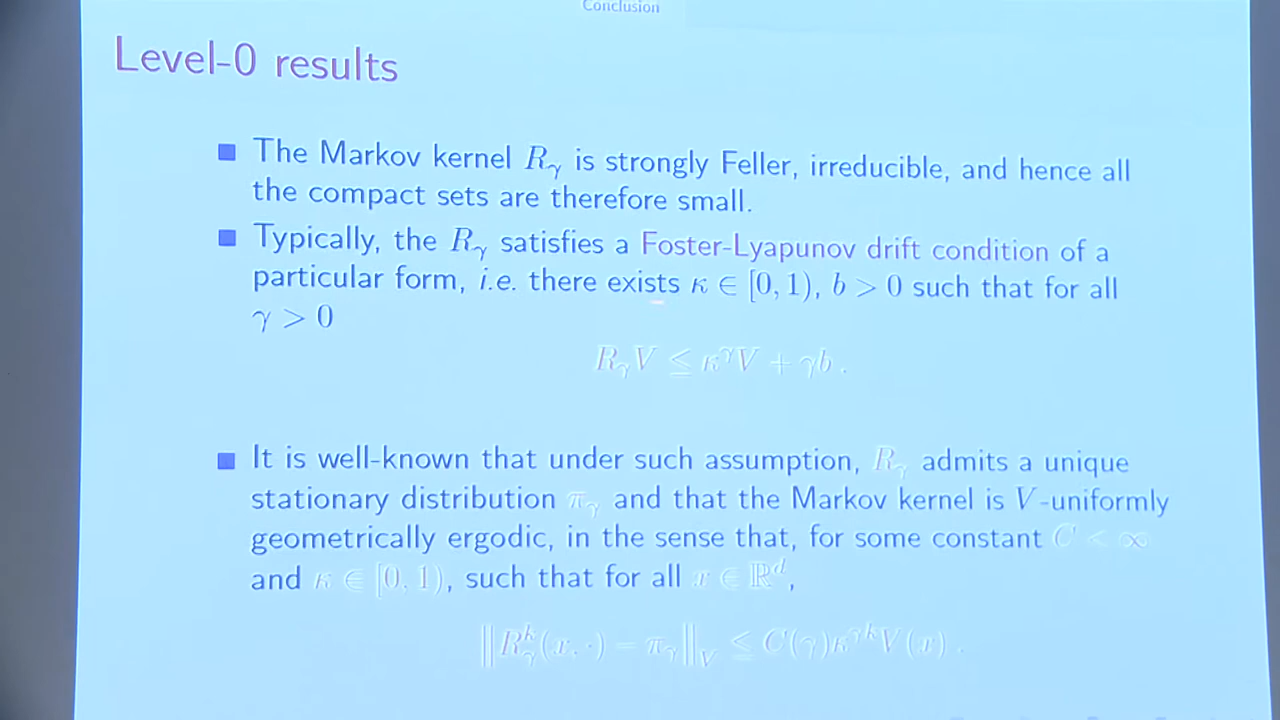 Conclusion
Level-0 results
The Markov kernel Rγ is strongly Feller, irreducible, and hence all
the compact sets are therefore small.
Typically, the Rγ satisfies a Foster-Lyapunov drift condition of a
particular form, i.e. there exists κ ∈ [0, 1), b > 0 such that for all
γ > 0
RγV ≤ κ^γV + γb .
It is well-known that under such assumption, Rγ admits a unique
stationary distribution πγ and that the Markov kernel is V-uniformly
geometrically ergodic, in the sense that, for some constant C < ∞
and κ ∈ [0, 1), such that for all x ∈ ℝ^d,
‖R_γ^k(x, ·) − πγ‖_V ≤ C(γ)κ^{γk}V(x) .